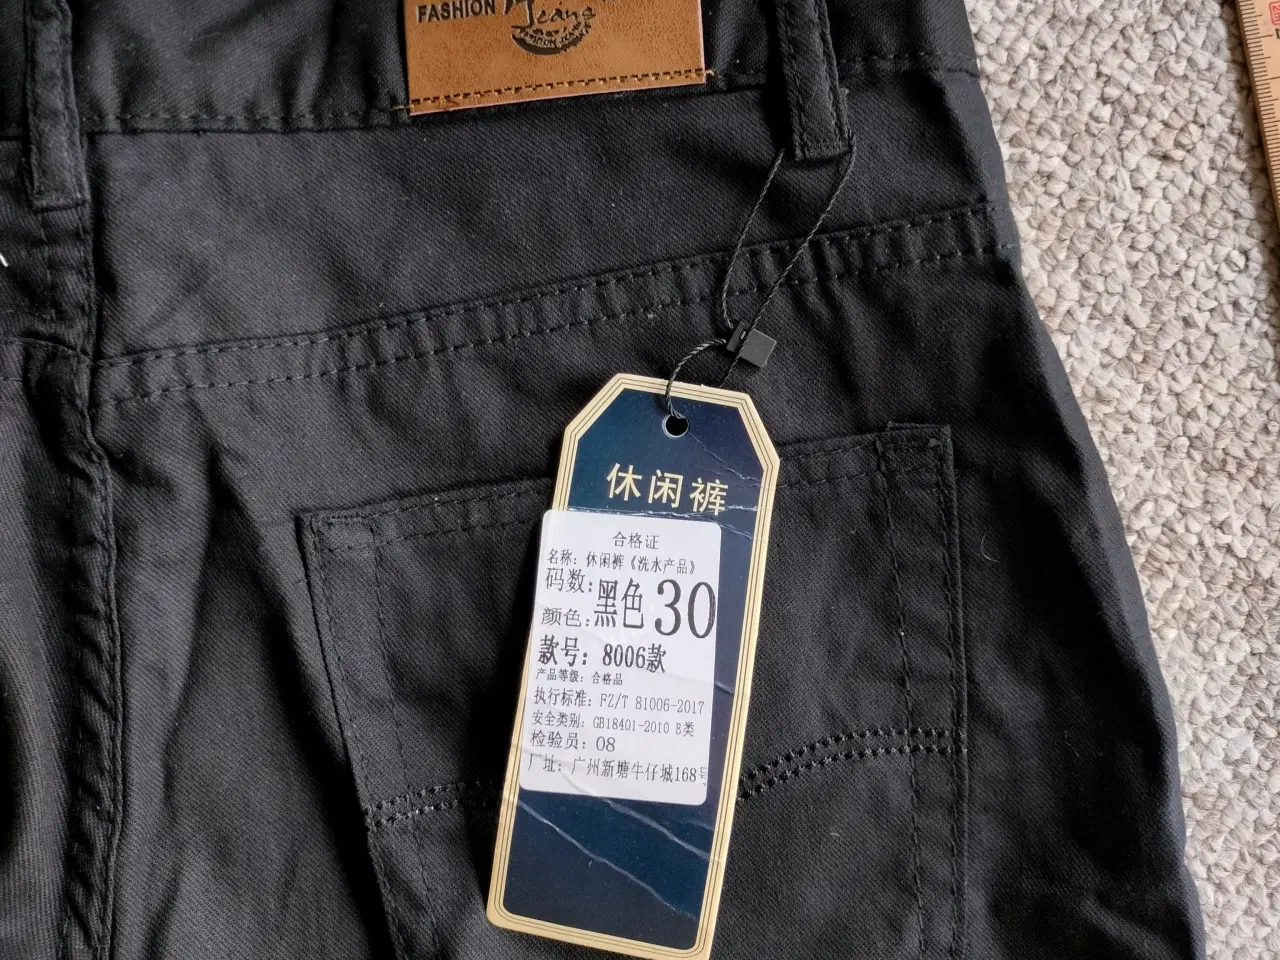 FASHION
Jeans
休闲裤
合格证
名称：休闲裤《洗水产品》
码数：30
颜色：黑色
款号：8006款
产品等级：合格品
执行标准：FZ/T 81006-2017
安全类别：GB18401-2010 B类
检验员：08
厂址：广州新塘牛仔城168号